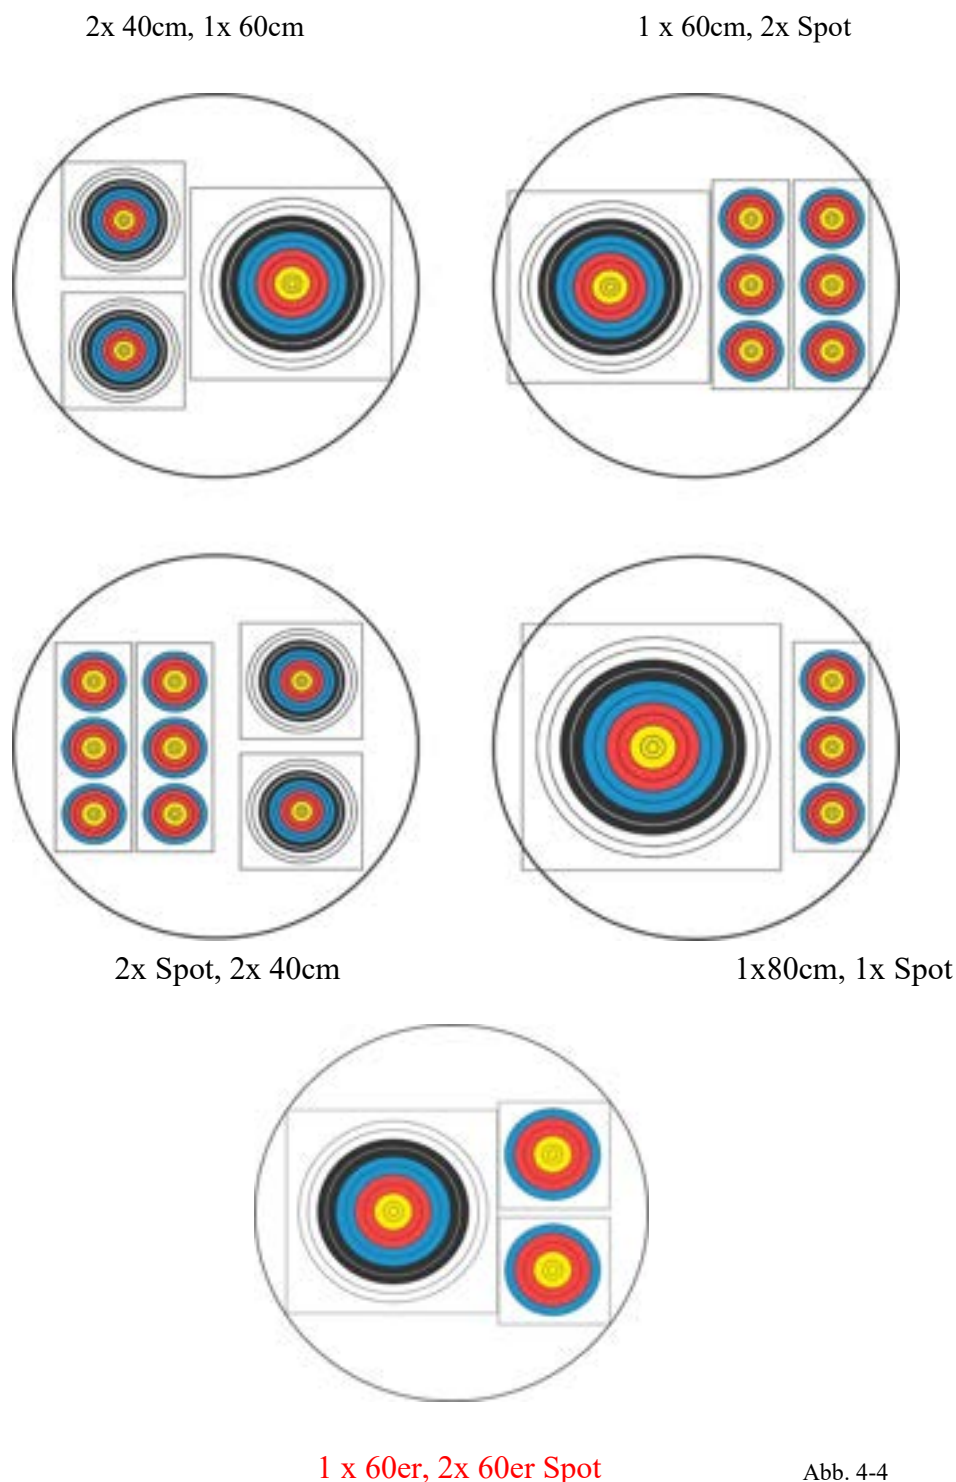 2x 40cm, 1x 60cm
1 x 60cm, 2x Spot
2x Spot, 2x 40cm
1x80cm, 1x Spot
1 x 60er, 2x 60er Spot
Abb. 4-4